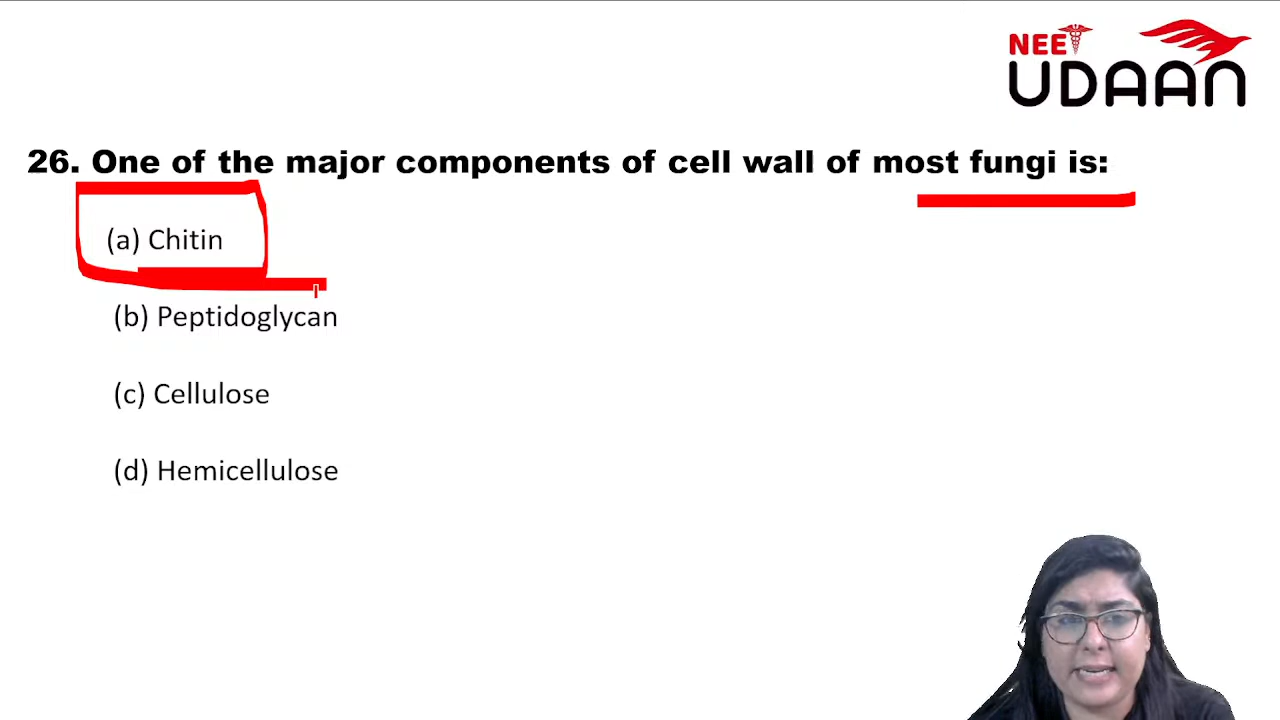 NEET
UDAAN
26. One of the major components of cell wall of most fungi is:
(a) Chitin
(b) Peptidoglycan
(c) Cellulose
(d) Hemicellulose